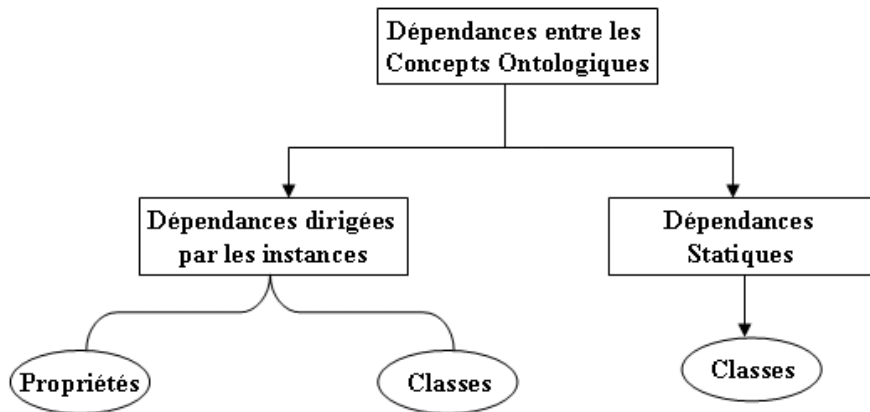 Dépendances entre les
Concepts Ontologiques
Dépendances dirigées
par les instances
Dépendances
Statiques
Propriétés
Classes
Classes